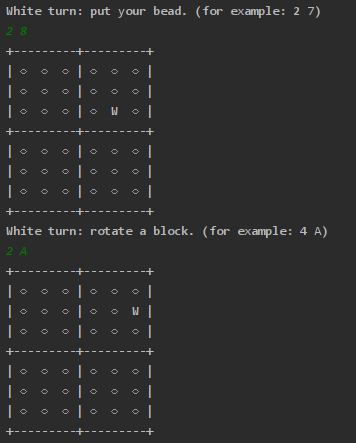 White turn: put your bead. (for example: 2 7)
2 8
+---------+---------+
| ○  ○  ○ | ○  ○  ○ |
| ○  ○  ○ | ○  ○  ○ |
| ○  ○  ○ | ○  W  ○ |
+---------+---------+
| ○  ○  ○ | ○  ○  ○ |
| ○  ○  ○ | ○  ○  ○ |
| ○  ○  ○ | ○  ○  ○ |
+---------+---------+
White turn: rotate a block. (for example: 4 A)
2 A
+---------+---------+
| ○  ○  ○ | ○  ○  ○ |
| ○  ○  ○ | ○  ○  W |
| ○  ○  ○ | ○  ○  ○ |
+---------+---------+
| ○  ○  ○ | ○  ○  ○ |
| ○  ○  ○ | ○  ○  ○ |
| ○  ○  ○ | ○  ○  ○ |
+---------+---------+